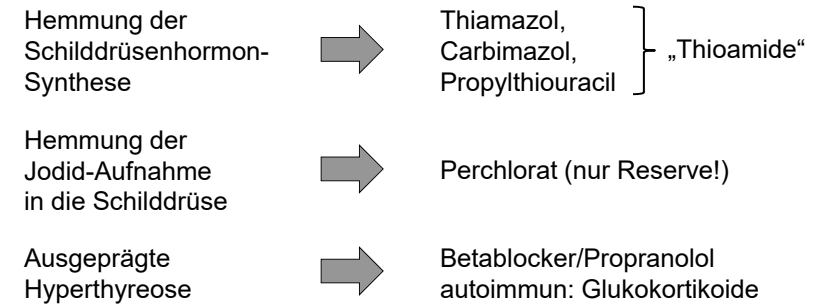 Hemmung der
Schilddrüsenhormon-
Synthese
Thiamazol,
Carbimazol,
Propylthiouracil
„Thioamide“
Hemmung der
Jodid-Aufnahme
in die Schilddrüse
Perchlorat (nur Reserve!)
Ausgeprägte
Hyperthyreose
Betablocker/Propranolol
autoimmun: Glukokortikoide